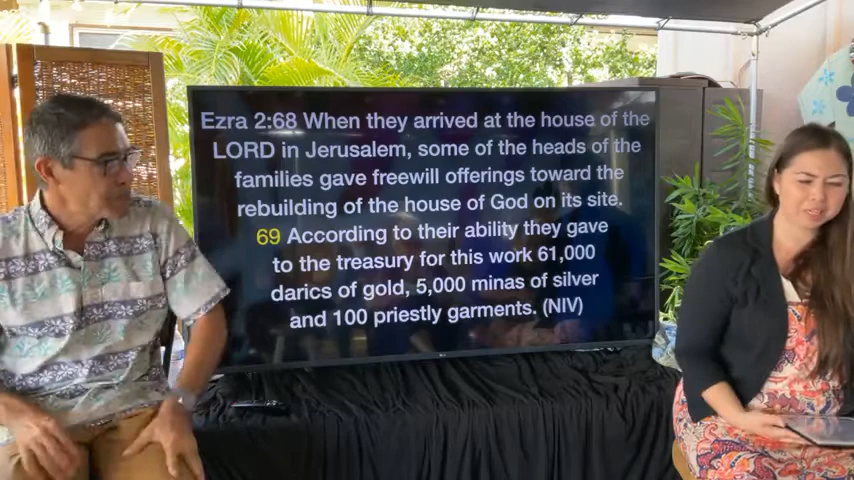 Ezra 2:68 When they arrived at the house of the
LORD in Jerusalem, some of the heads of the
families gave freewill offerings toward the
rebuilding of the house of God on its site.
69 According to their ability they gave
to the treasury for this work 61,000
darics of gold, 5,000 minas of silver
and 100 priestly garments. (NIV)
LG